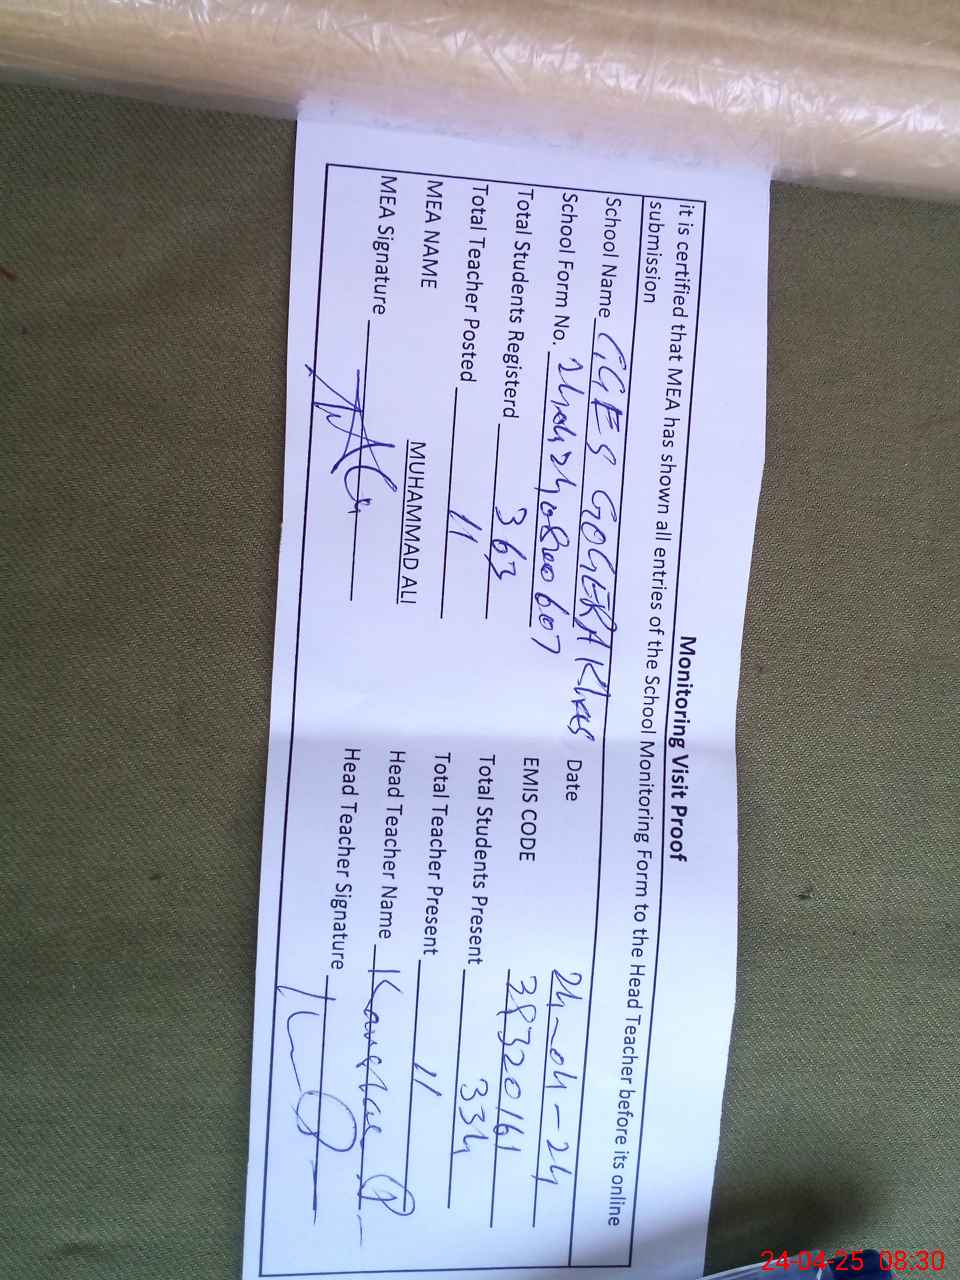 Monitoring Visit Proof
it is certified that MEA has shown all entries of the School Monitoring Form to the Head Teacher before its online
submission
School Name GGES GOGERA Khas Date 24-04-24
School Form No. 24042408000607 EMIS CODE 38320161
Total Students Registerd 363 Total Students Present 334
Total Teacher Posted 11 Total Teacher Present 11
MEA NAME MUHAMMAD ALI Head Teacher Name
MEA Signature Head Teacher Signature
24-04-25 08:30